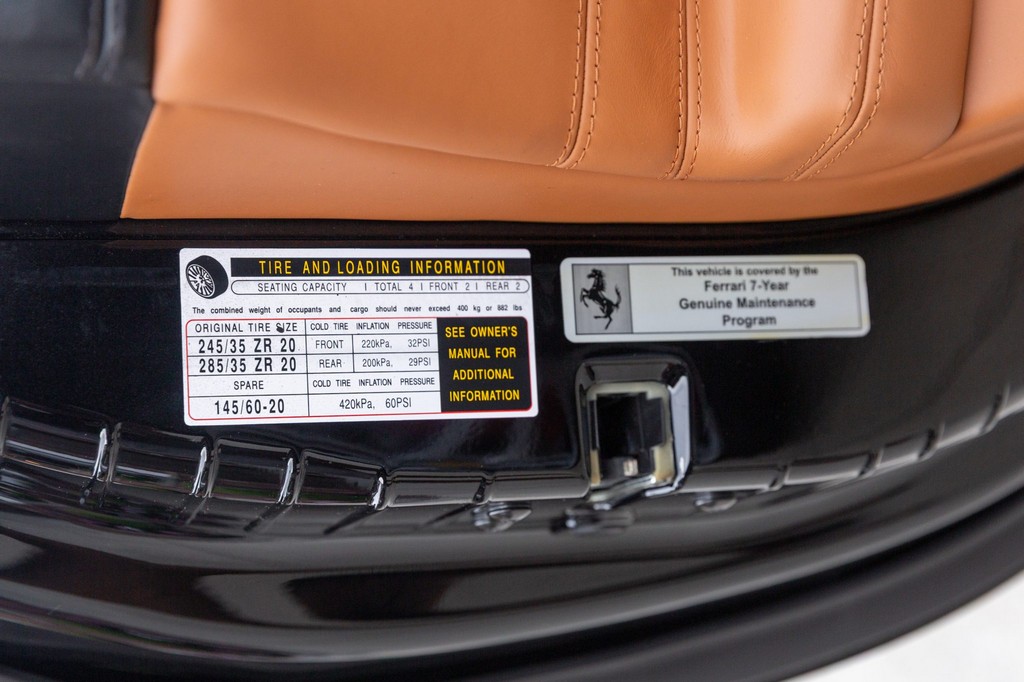 TIRE AND LOADING INFORMATION
SEATING CAPACITY | TOTAL 4 | FRONT 2 | REAR 2
The combined weight of occupants and cargo should never exceed 400 kg or 882 lbs
ORIGINAL TIRE SIZE COLD TIRE INFLATION PRESSURE
245/35 ZR 20 FRONT 220kPa, 32PSI
285/35 ZR 20 REAR 200kPa, 29PSI
SPARE COLD TIRE INFLATION PRESSURE
145/60-20 420kPa, 60PSI
SEE OWNER'S
MANUAL FOR
ADDITIONAL
INFORMATION
This vehicle is covered by the
Ferrari 7-Year
Genuine Maintenance
Program